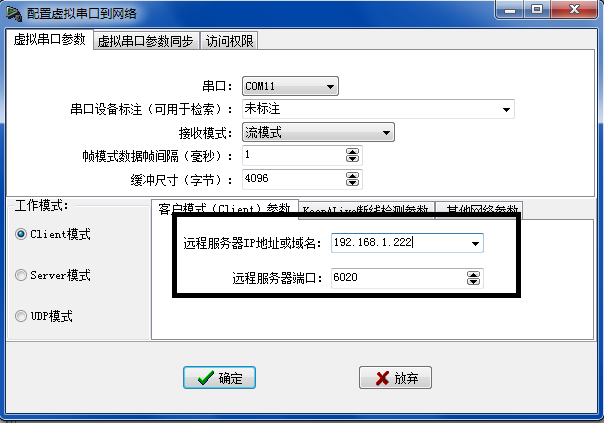 配置虚拟串口到网络
虚拟串口参数 虚拟串口参数同步 访问权限
串口： COM11
串口设备标注（可用于检索）： 未标注
接收模式： 流模式
帧模式数据帧间隔（毫秒）： 1
缓冲尺寸（字节）： 4096
工作模式：
客户模式（Client）参数 KeepALive断线检测参数 其他网络参数
Client模式
远程服务器IP地址或域名： 192.168.1.222
Server模式
远程服务器端口： 6020
UDP模式
确定 放弃